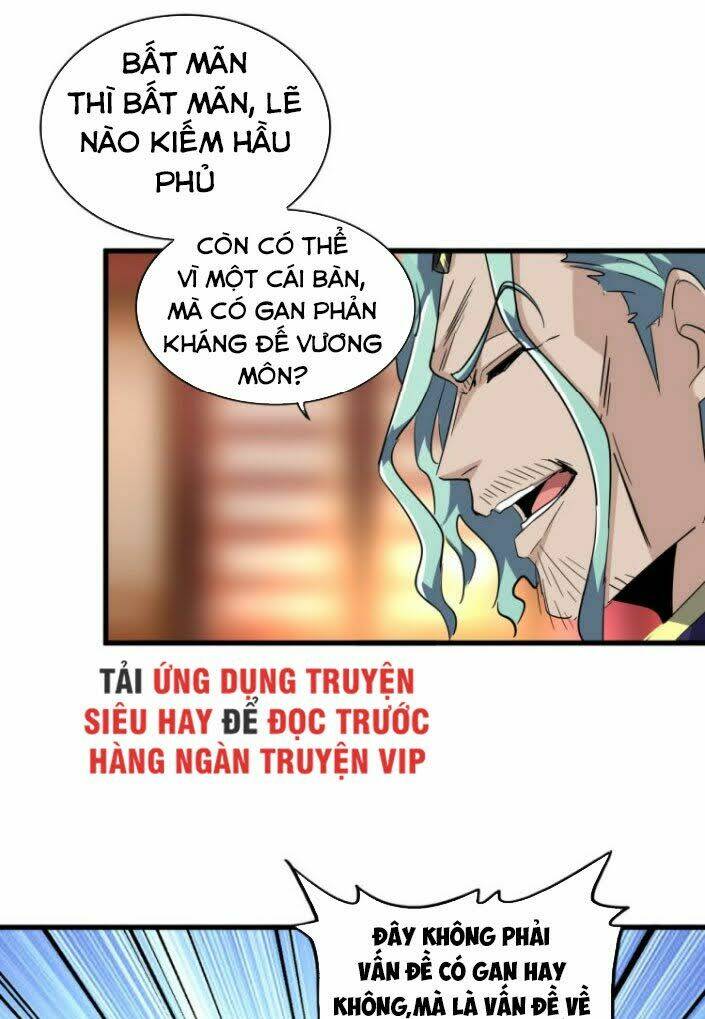 BẤT MÃN
THÌ BẤT MÃN, LẼ
NÀO KIẾM HẦU
PHỦ
CÒN CÓ THỂ
VÌ MỘT CÁI BÀN,
MÀ CÓ GAN PHẢN
KHÁNG ĐẾ VƯƠNG
MÔN?
TẢI ỨNG DỤNG TRUYỆN
SIÊU HAY ĐỂ ĐỌC TRƯỚC
HÀNG NGÀN TRUYỆN VIP
ĐÂY KHÔNG PHẢI
VẤN ĐỀ CÓ GAN HAY
KHÔNG,MÀ LÀ VẤN ĐỀ VỀ